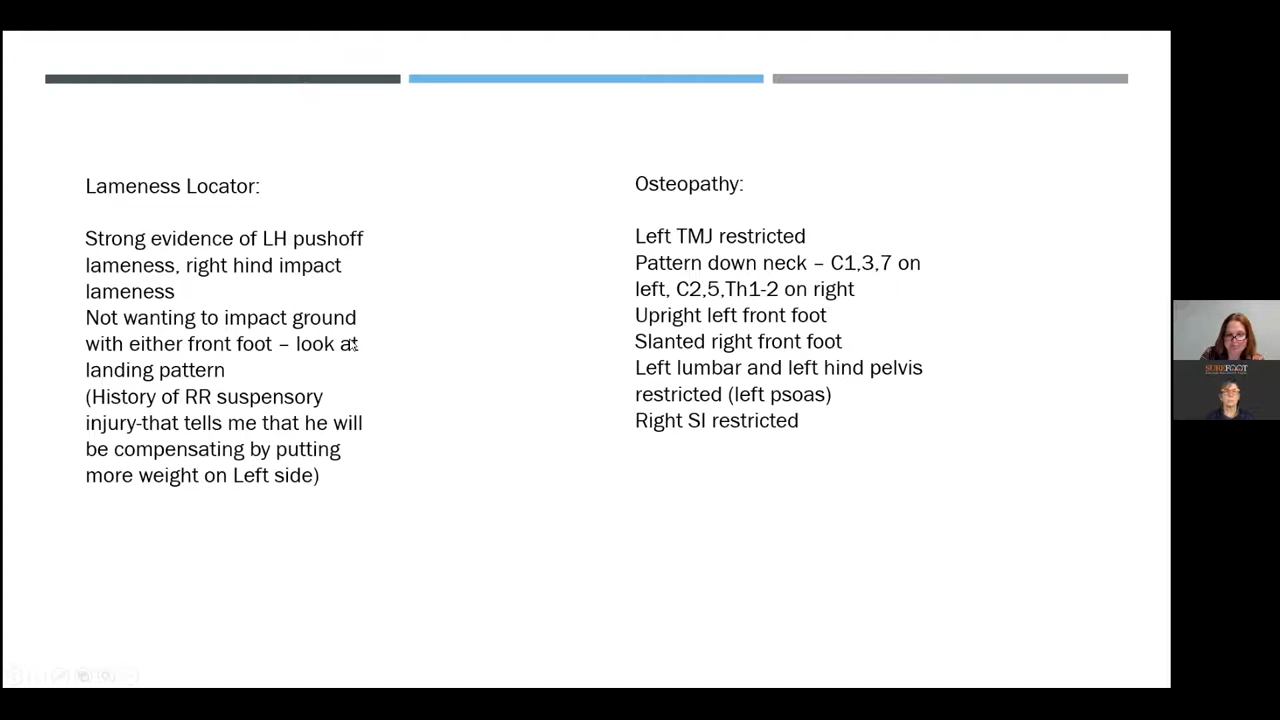 Lameness Locator:
Strong evidence of LH pushoff
lameness, right hind impact
lameness
Not wanting to impact ground
with either front foot – look at
landing pattern
(History of RR suspensory
injury-that tells me that he will
be compensating by putting
more weight on Left side)
Osteopathy:
Left TMJ restricted
Pattern down neck – C1,3,7 on
left, C2,5,Th1-2 on right
Upright left front foot
Slanted right front foot
Left lumbar and left hind pelvis
restricted (left psoas)
Right SI restricted
SUREFOOT